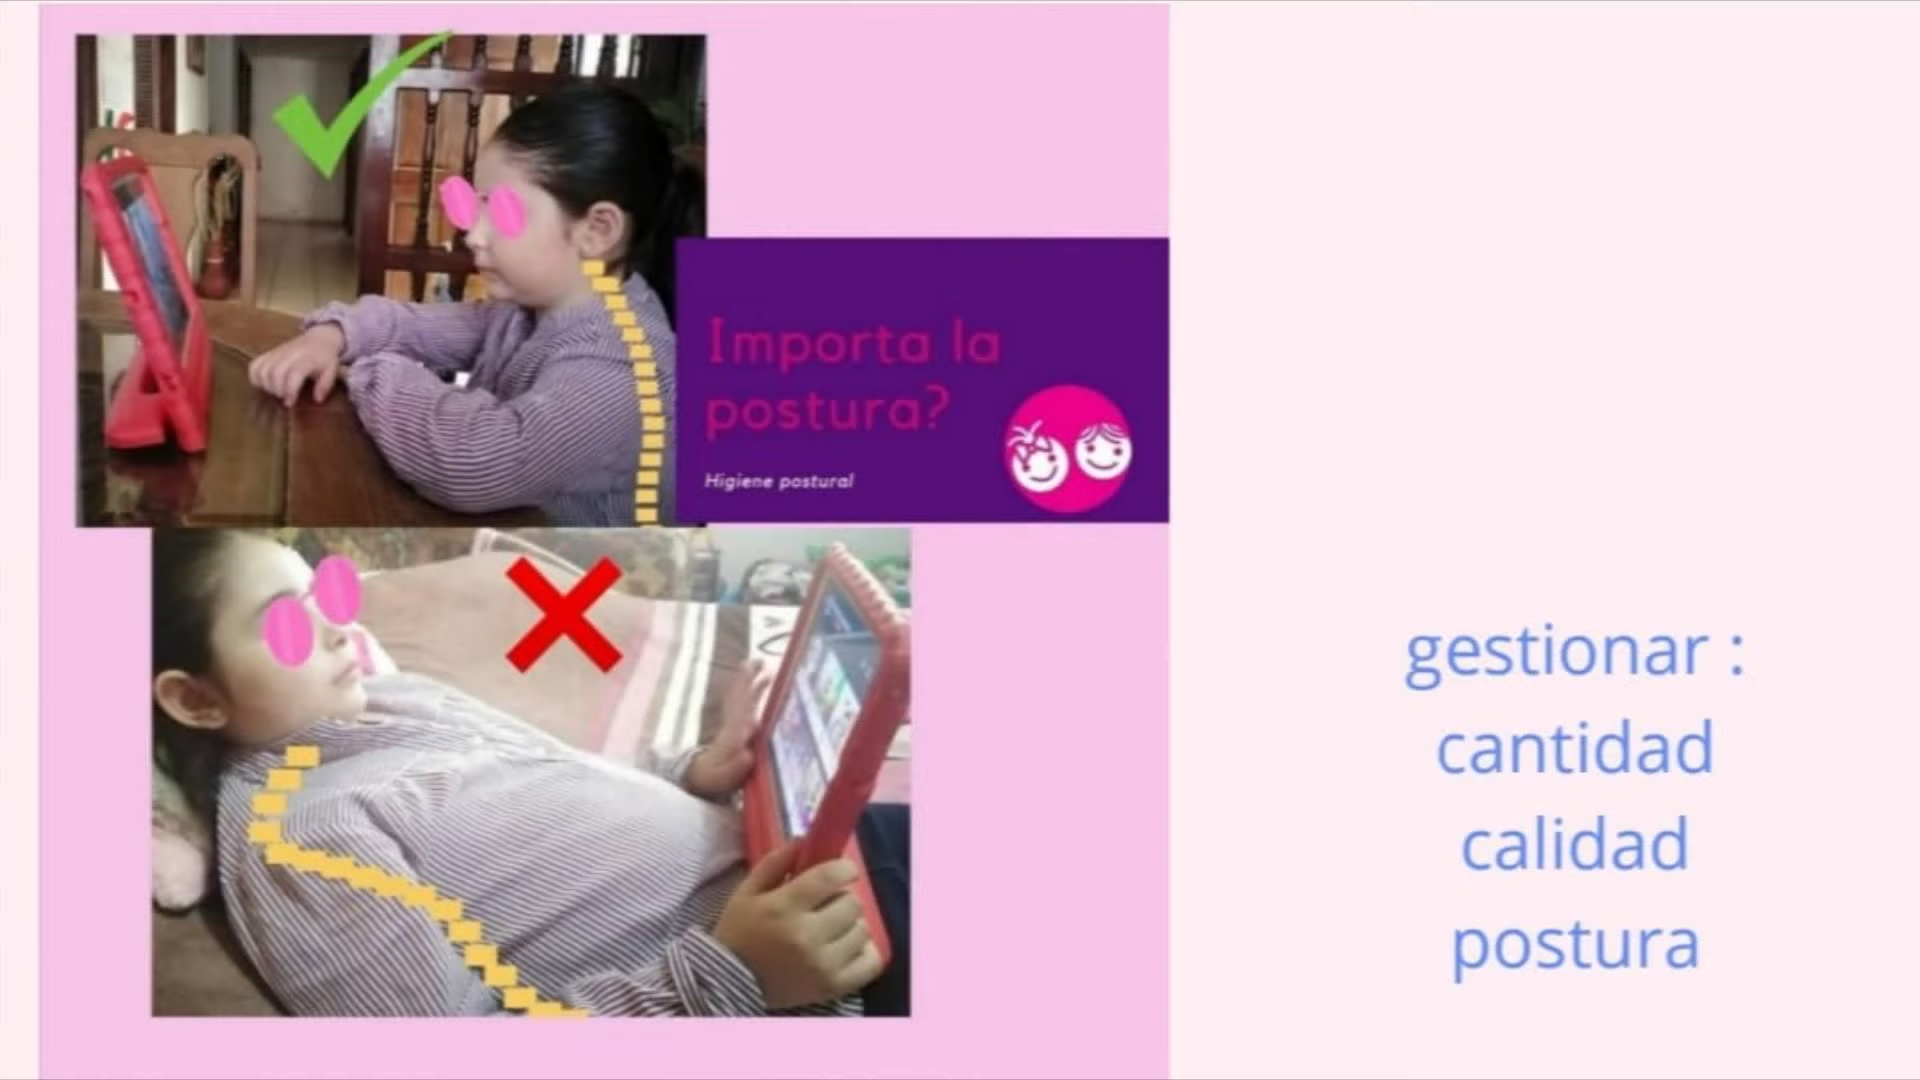 Importa la
postura?
Higiene postural
gestionar :
cantidad
calidad
postura